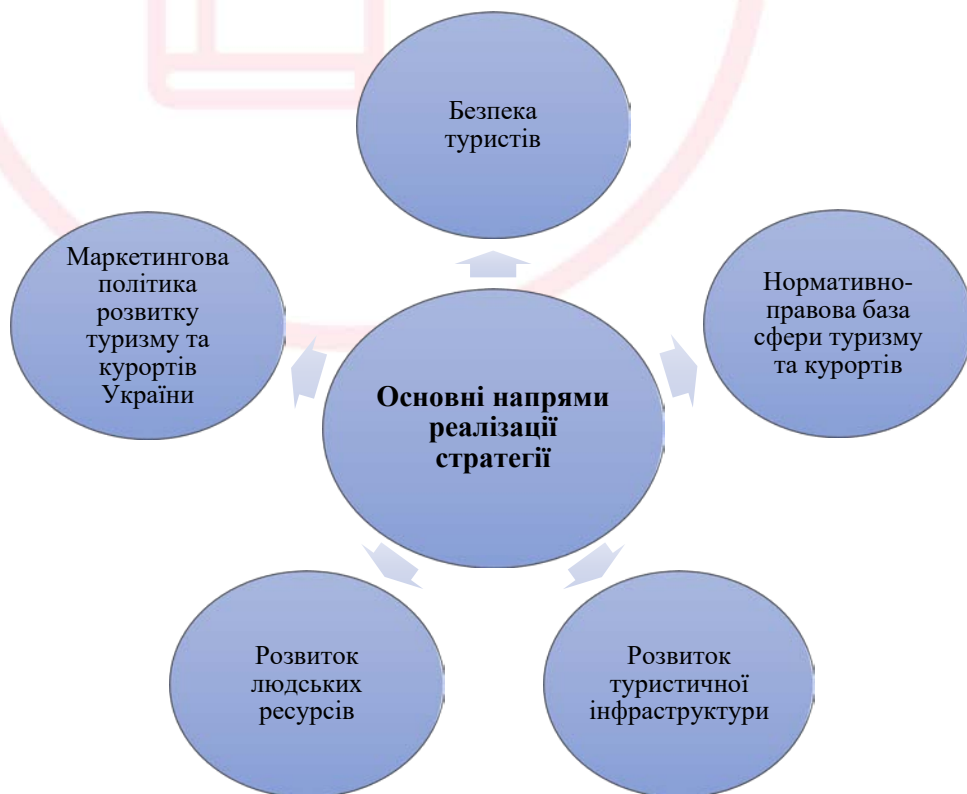 Безпека
туристів
Маркетингова
політика
розвитку
туризму та
курортів
України
Нормативно-
правова база
сфери туризму
та курортів
Основні напрями
реалізації
стратегії
Розвиток
людських
ресурсів
Розвиток
туристичної
інфраструктури